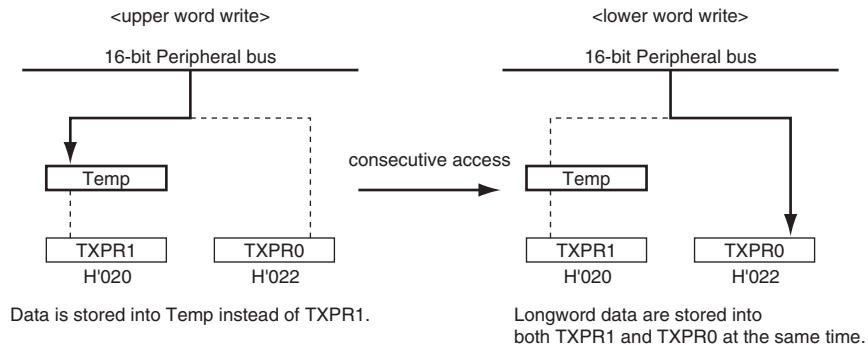 <upper word write>
16-bit Peripheral bus
Temp
TXPR1
TXPR0
H'020
H'022
Data is stored into Temp instead of TXPR1.
consecutive access
<lower word write>
16-bit Peripheral bus
Temp
TXPR1
TXPR0
H'020
H'022
Longword data are stored into
both TXPR1 and TXPR0 at the same time.